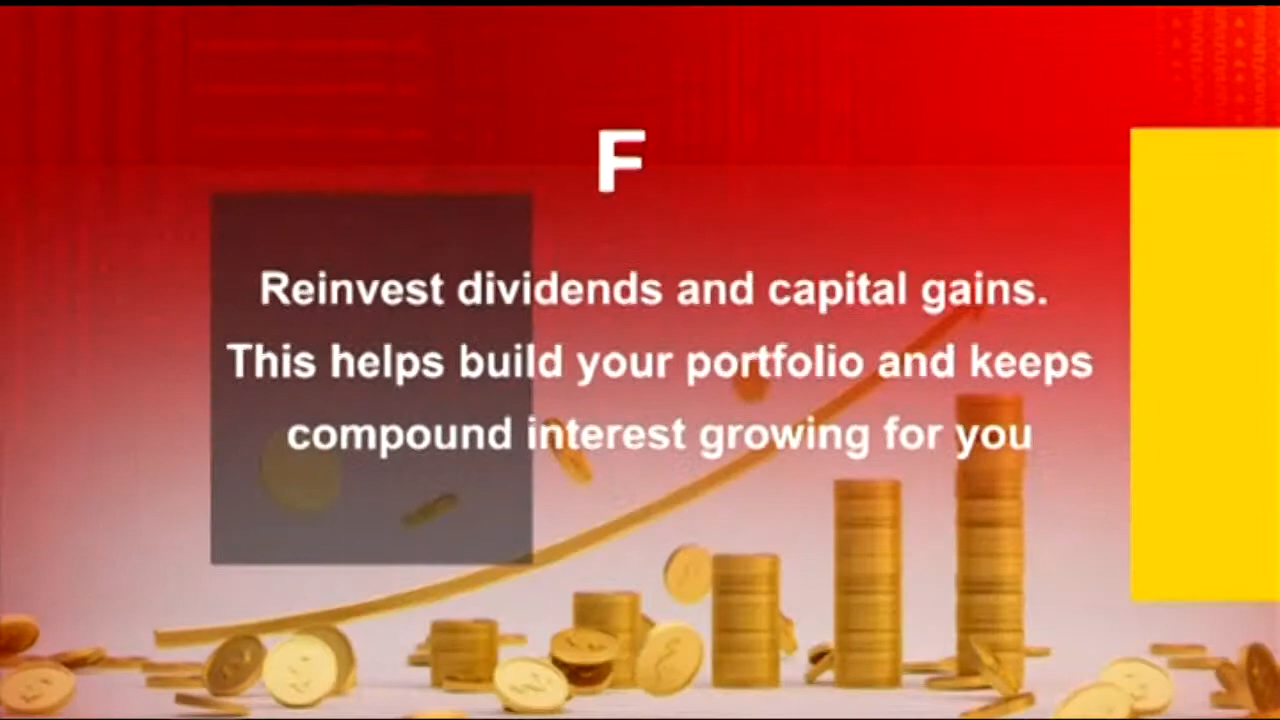 F
Reinvest dividends and capital gains.
This helps build your portfolio and keeps
compound interest growing for you